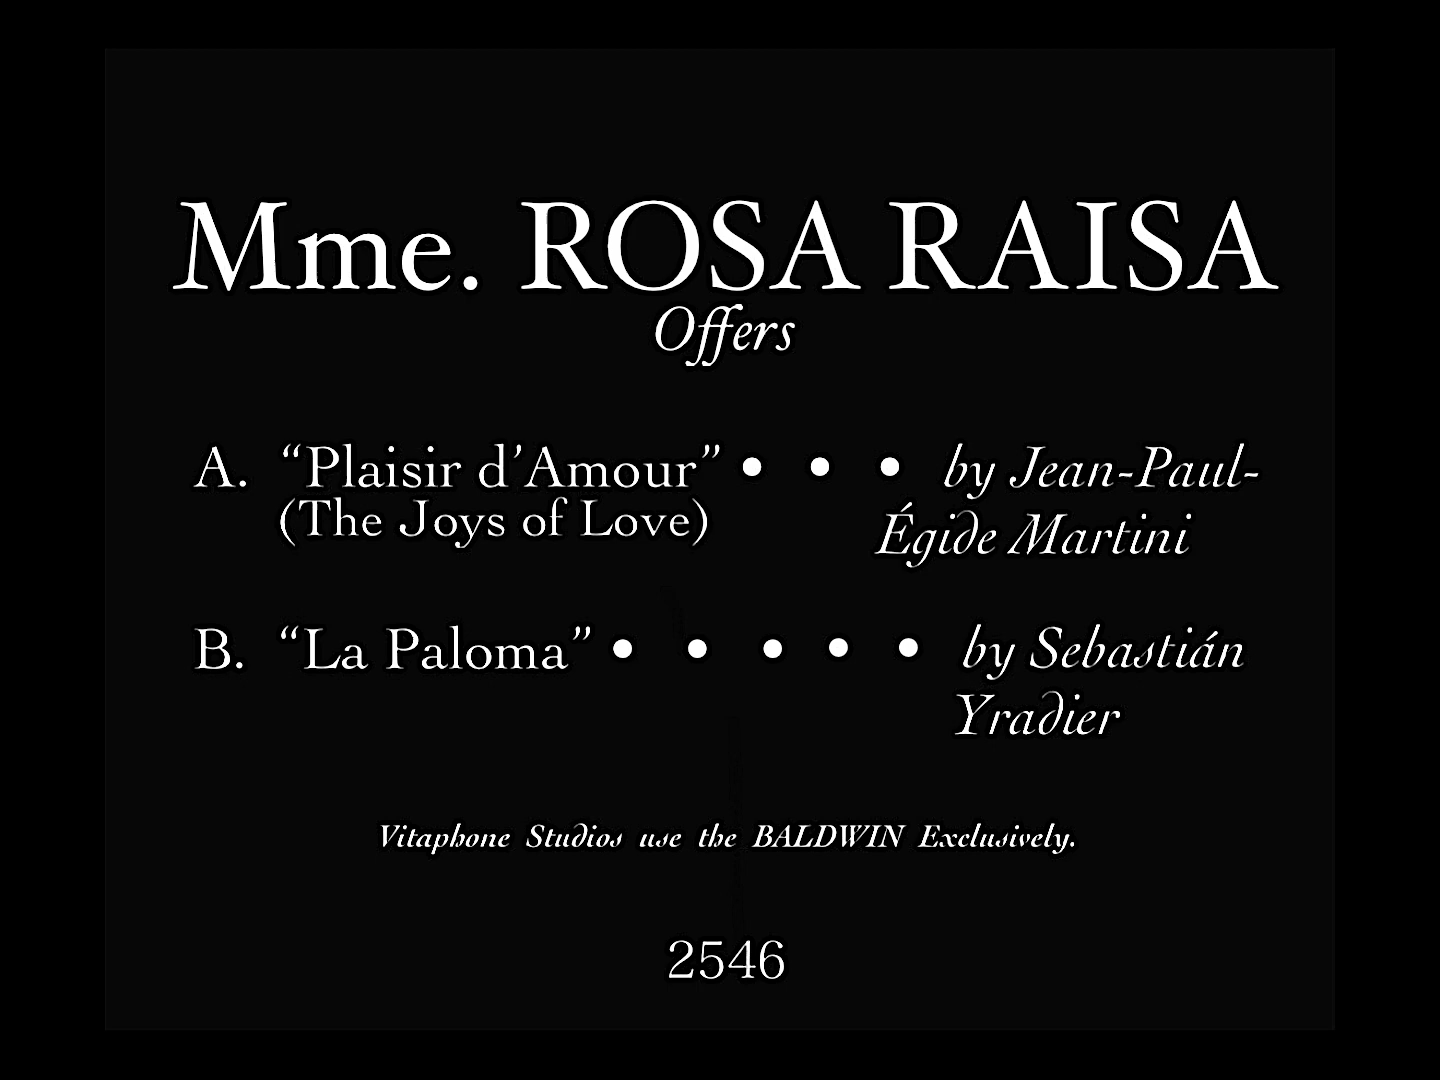 Mme. ROSA RAISA
Offers
A. “Plaisir d’Amour” • • • by Jean-Paul-
(The Joys of Love) Égide Martini
B. “La Paloma” • • • • • by Sebastián
Yradier
Vitaphone Studios use the BALDWIN Exclusively.
2546